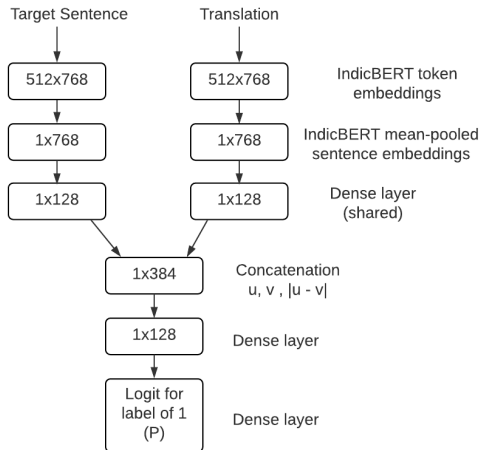 Target Sentence
Translation
512x768
512x768
IndicBERT token
embeddings
1x768
1x768
IndicBERT mean-pooled
sentence embeddings
1x128
1x128
Dense layer
(shared)
1x384
Concatenation
u, v , |u - v|
1x128
Dense layer
Logit for
label of 1
(P)
Dense layer